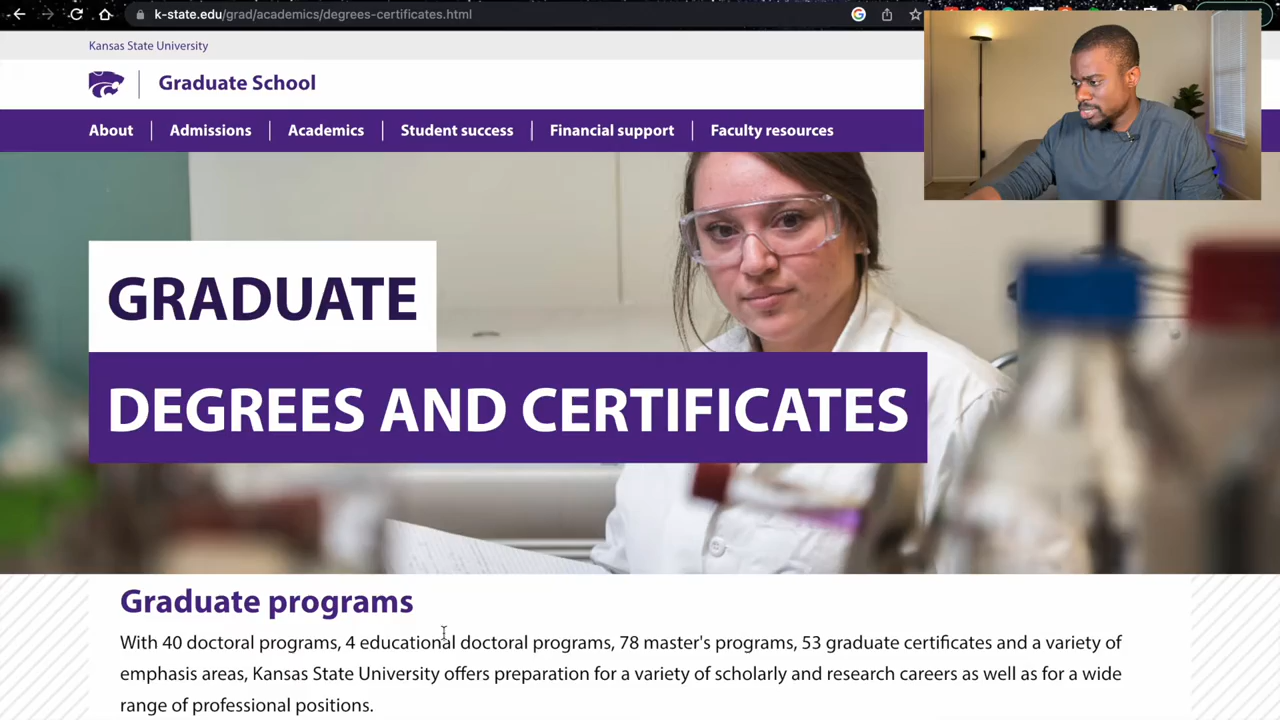 k-state.edu/grad/academics/degrees-certificates.html
Kansas State University
Graduate School
About
Admissions
Academics
Student success
Financial support
Faculty resources
GRADUATE
DEGREES AND CERTIFICATES
Graduate programs
With 40 doctoral programs, 4 educational doctoral programs, 78 master's programs, 53 graduate certificates and a variety of
emphasis areas, Kansas State University offers preparation for a variety of scholarly and research careers as well as for a wide
range of professional positions.